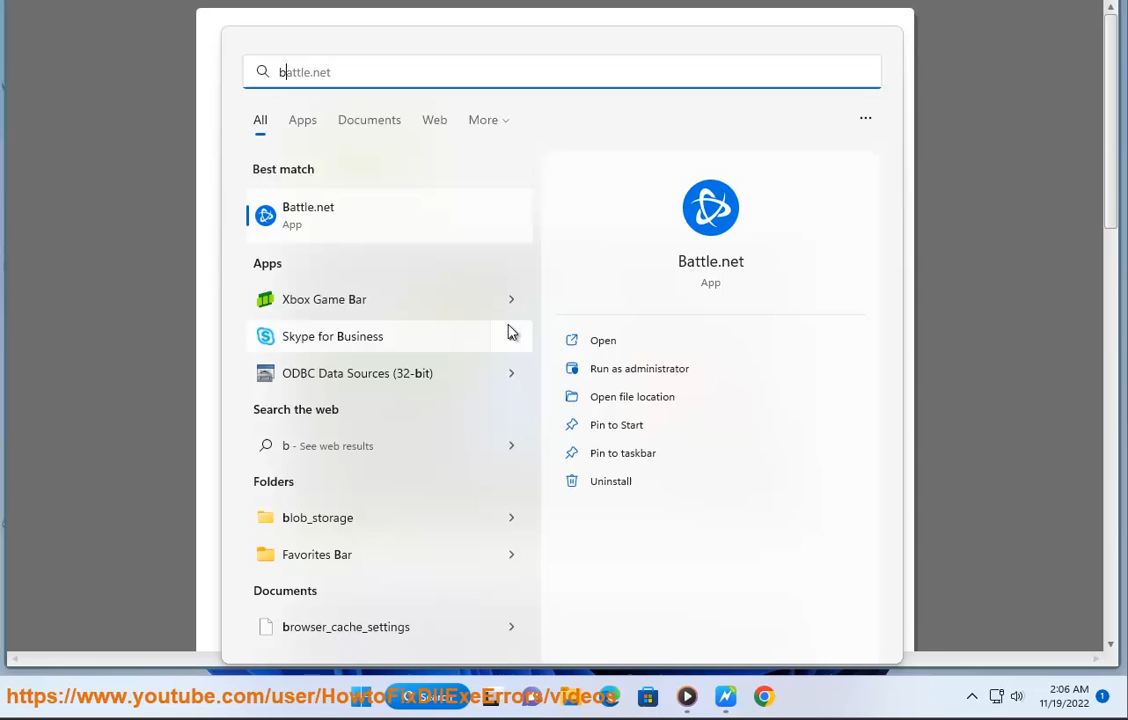 battle.net
All Apps Documents Web More
Best match
Battle.net
App
Apps
Xbox Game Bar
Skype for Business
ODBC Data Sources (32-bit)
Search the web
b - See web results
Folders
blob_storage
Favorites Bar
Documents
browser_cache_settings
Battle.net
App
Open
Run as administrator
Open file location
Pin to Start
Pin to taskbar
Uninstall
https://www.youtube.com/user/HowtoFixDllExeErrors/videos
2:06 AM
11/19/2022
1